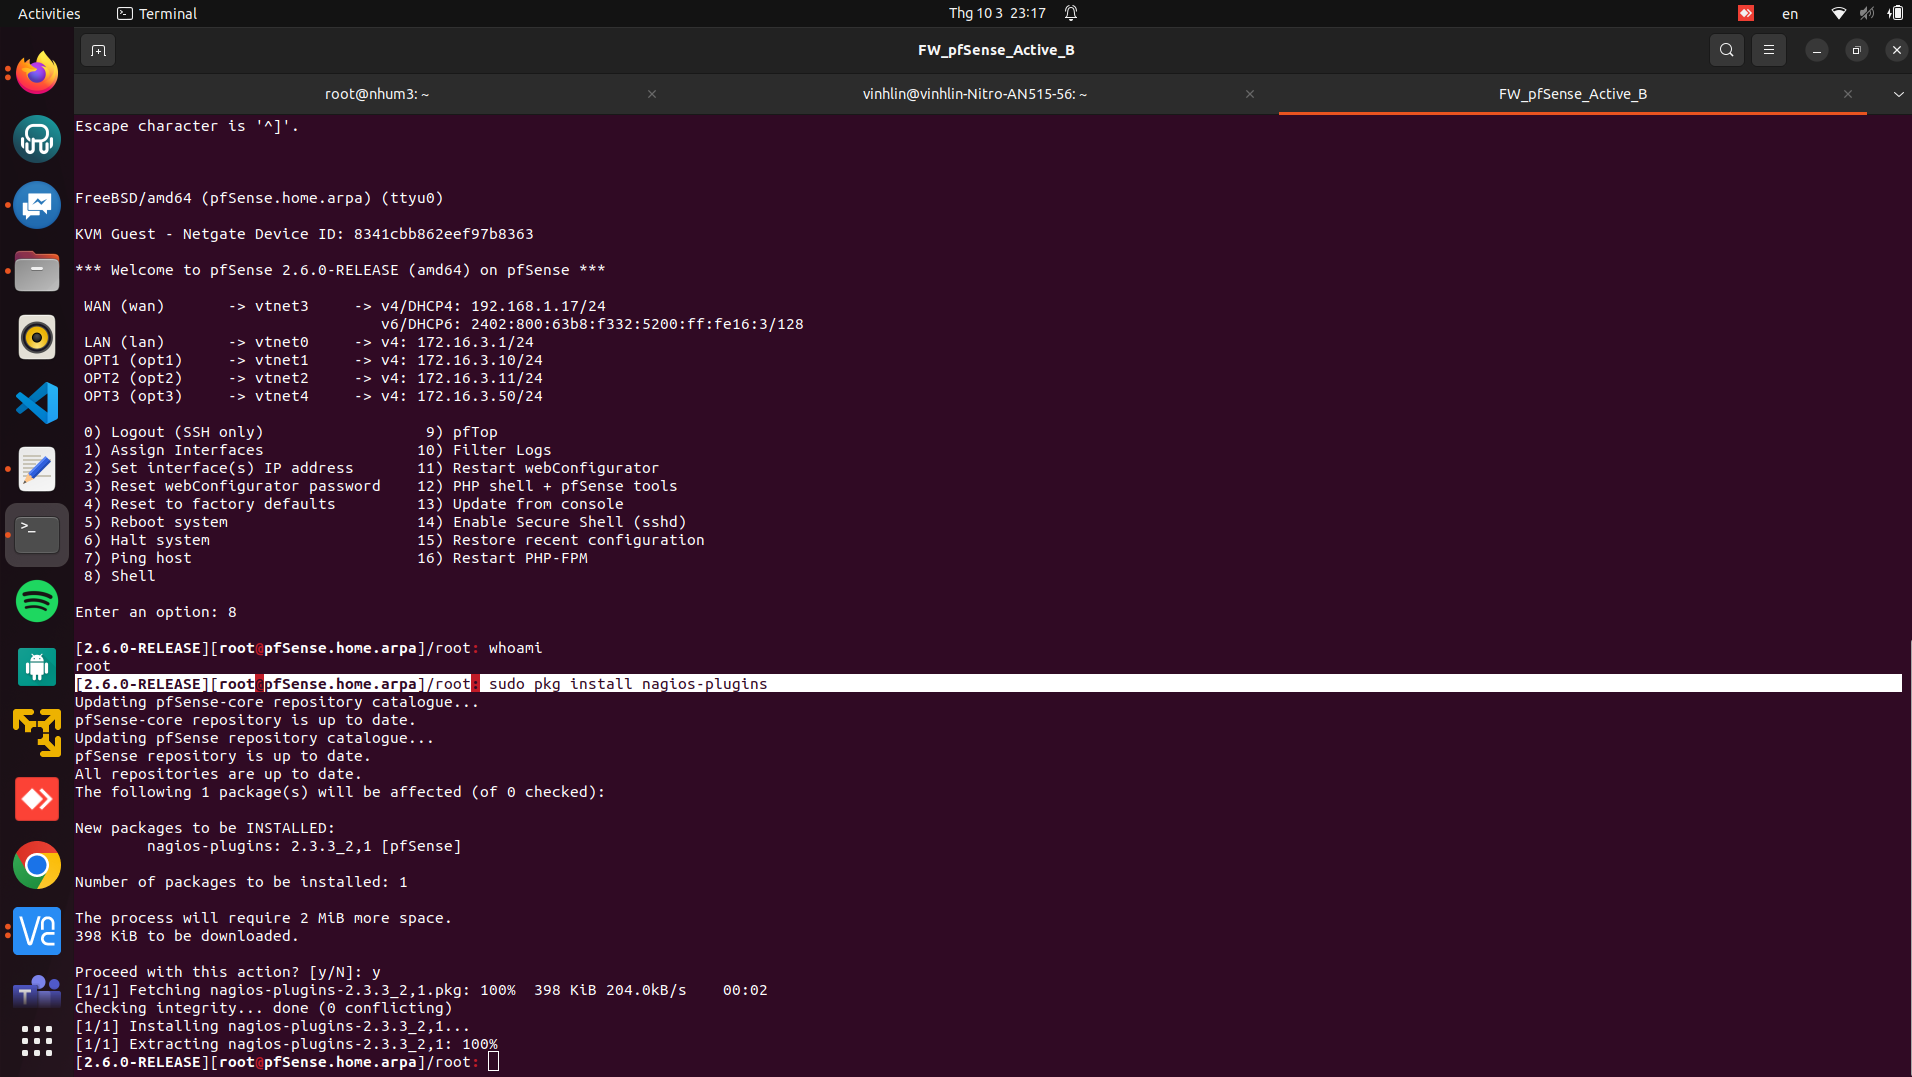 Activities
Terminal
Thg 10 3 23:17
en
FW_pfSense_Active_B
root@nhum3: ~
vinhlin@vinhlin-Nitro-AN515-56: ~
FW_pfSense_Active_B
Escape character is '^]'.
FreeBSD/amd64 (pfSense.home.arpa) (ttyu0)
KVM Guest - Netgate Device ID: 8341cbb862eef97b8363
*** Welcome to pfSense 2.6.0-RELEASE (amd64) on pfSense ***
WAN (wan) -> vtnet3 -> v4/DHCP4: 192.168.1.17/24
v6/DHCP6: 2402:800:63b8:f332:5200:ff:fe16:3/128
LAN (lan) -> vtnet0 -> v4: 172.16.3.1/24
OPT1 (opt1) -> vtnet1 -> v4: 172.16.3.10/24
OPT2 (opt2) -> vtnet2 -> v4: 172.16.3.11/24
OPT3 (opt3) -> vtnet4 -> v4: 172.16.3.50/24
0) Logout (SSH only) 9) pfTop
1) Assign Interfaces 10) Filter Logs
2) Set interface(s) IP address 11) Restart webConfigurator
3) Reset webConfigurator password 12) PHP shell + pfSense tools
4) Reset to factory defaults 13) Update from console
5) Reboot system 14) Enable Secure Shell (sshd)
6) Halt system 15) Restore recent configuration
7) Ping host 16) Restart PHP-FPM
8) Shell
Enter an option: 8
[2.6.0-RELEASE][root@pfSense.home.arpa]/root: whoami
root
[2.6.0-RELEASE][root@pfSense.home.arpa]/root: sudo pkg install nagios-plugins
Updating pfSense-core repository catalogue...
pfSense-core repository is up to date.
Updating pfSense repository catalogue...
pfSense repository is up to date.
All repositories are up to date.
The following 1 package(s) will be affected (of 0 checked):
New packages to be INSTALLED:
nagios-plugins: 2.3.3_2,1 [pfSense]
Number of packages to be installed: 1
The process will require 2 MiB more space.
398 KiB to be downloaded.
Proceed with this action? [y/N]: y
[1/1] Fetching nagios-plugins-2.3.3_2,1.pkg: 100% 398 KiB 204.0kB/s 00:02
Checking integrity... done (0 conflicting)
[1/1] Installing nagios-plugins-2.3.3_2,1...
[1/1] Extracting nagios-plugins-2.3.3_2,1: 100%
[2.6.0-RELEASE][root@pfSense.home.arpa]/root: